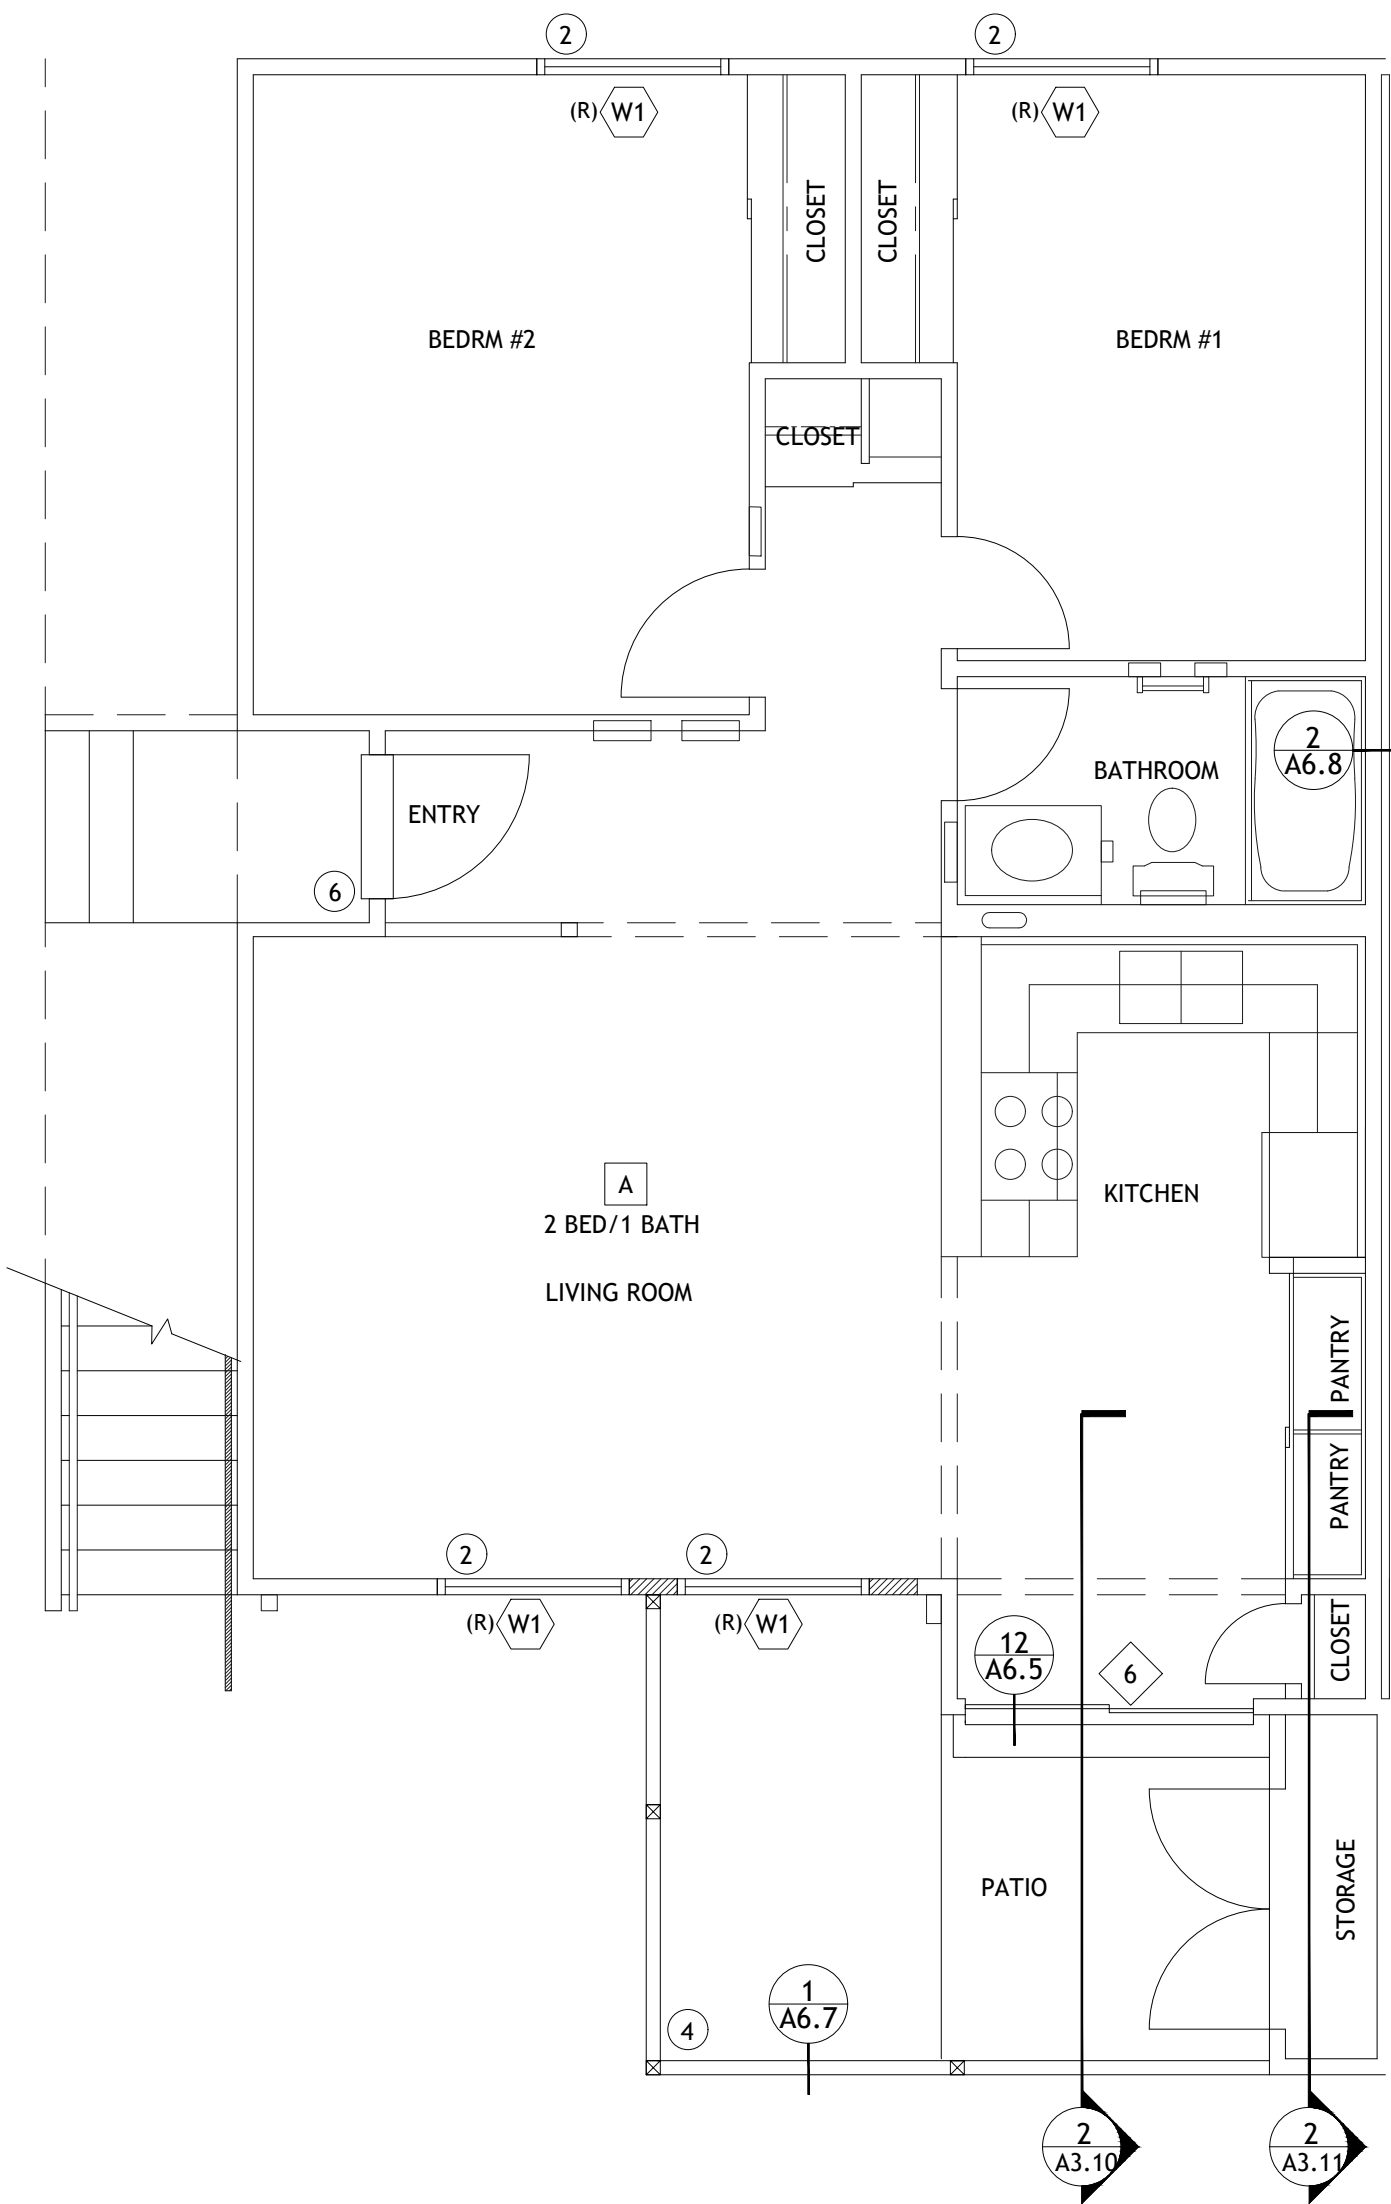 2
2
(R) W1
(R) W1
CLOSET
CLOSET
BEDRM #2
BEDRM #1
CLOSET
2
A6.8
BATHROOM
ENTRY
6
A
2 BED/1 BATH
KITCHEN
LIVING ROOM
PANTRY
PANTRY
2
2
(R) W1
(R) W1
12
A6.5
6
CLOSET
PATIO
STORAGE
1
A6.7
4
2
A3.10
2
A3.11